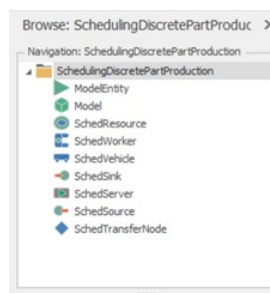 Browse: SchedulingDiscretePartProduc
Navigation: SchedulingDiscretePartProduction
SchedulingDiscretePartProduction
ModelEntity
Model
SchedResource
SchedWorker
SchedVehicle
SchedSink
SchedServer
SchedSource
SchedTransferNode